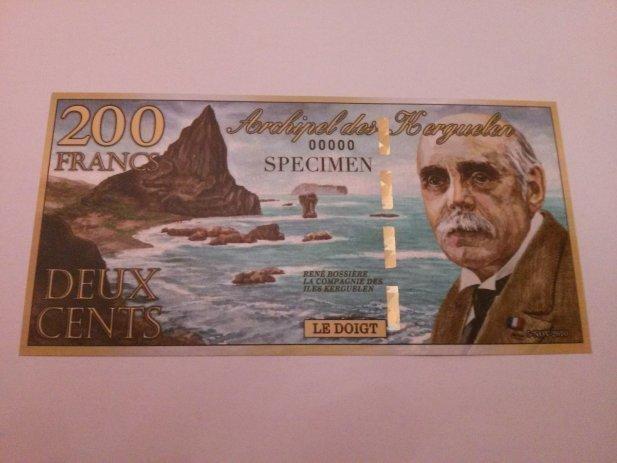 200
FRANCS
Archipel des Kerguelen
00000
SPECIMEN
DEUX
CENTS
RENÉ BOSSIÈRE
LA COMPAGNIE DES
ILES KERGUELEN
LE DOIGT